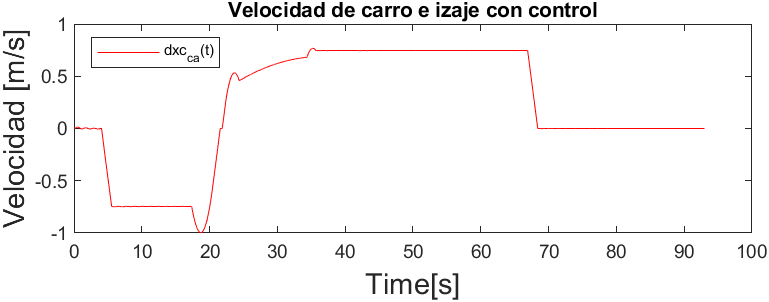 Velocidad de carro e izaje con control
Velocidad [m/s]
1
0.5
0
-0.5
-1
dxc_ca(t)
0 10 20 30 40 50 60 70 80 90 100
Time[s]